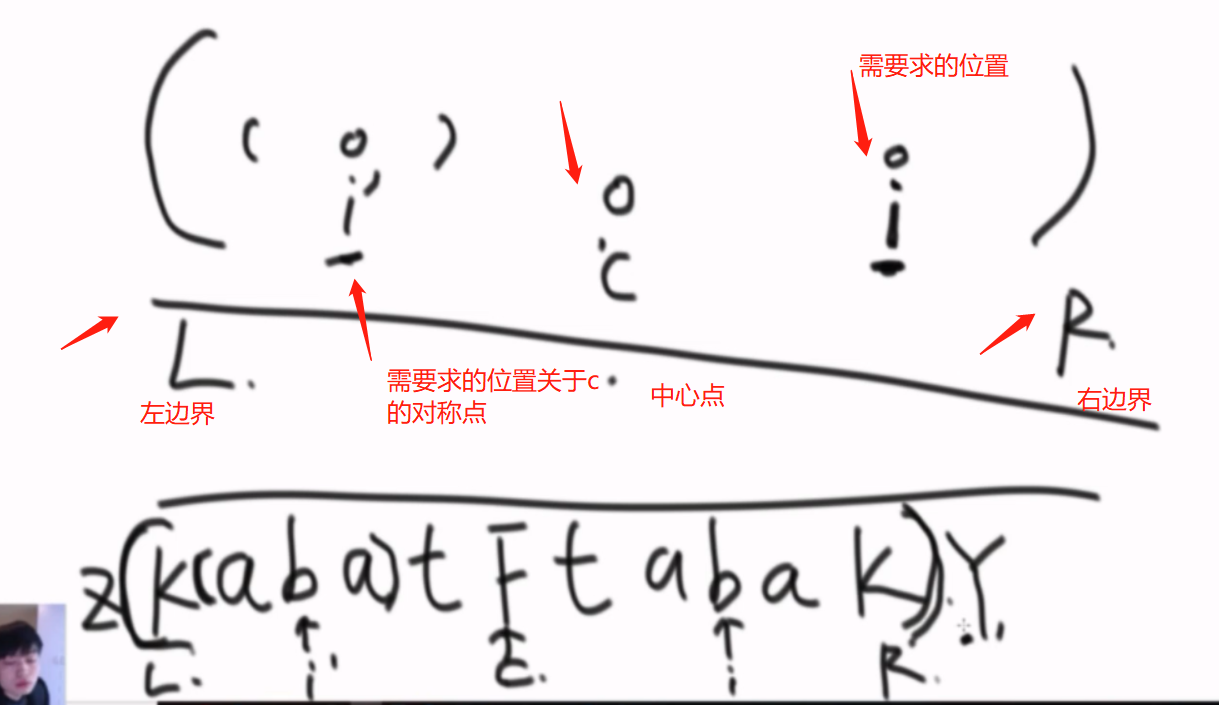 需要求的位置
( ( o ) o o )
i' c i
L. R.
需要求的位置关于c
的对称点
中心点
左边界
右边界
z(k(aba)tFtabak)Y
L. i' c. i R.